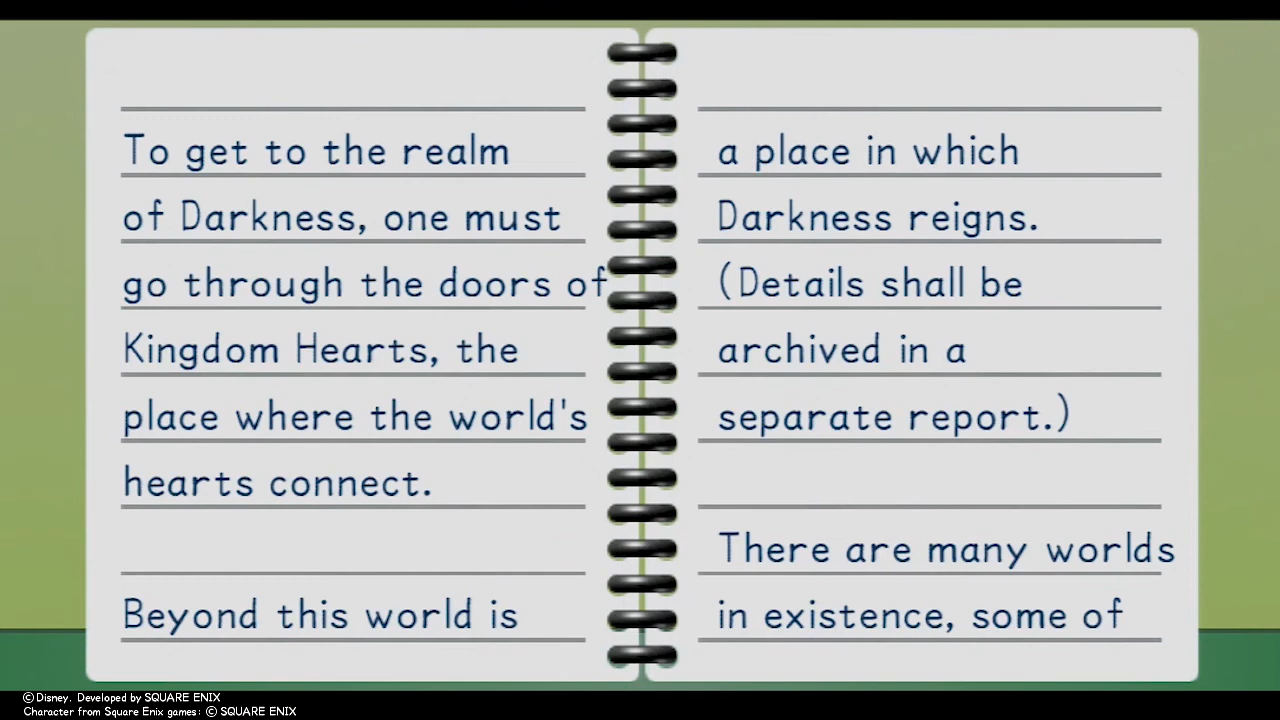 To get to the realm
of Darkness, one must
go through the doors of
Kingdom Hearts, the
place where the world's
hearts connect.
Beyond this world is
a place in which
Darkness reigns.
(Details shall be
archived in a
separate report.)
There are many worlds
in existence, some of
©Disney. Developed by SQUARE ENIX
Character from Square Enix games: © SQUARE ENIX